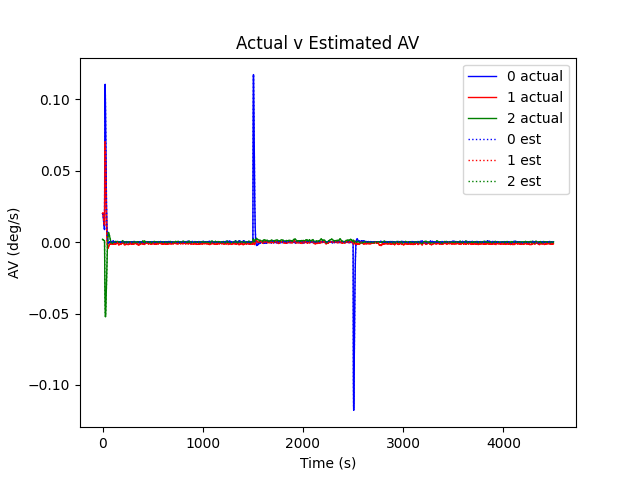 Actual v Estimated AV
0 actual
1 actual
2 actual
0 est
1 est
2 est
0.10
0.05
0.00
−0.05
−0.10
AV (deg/s)
0 1000 2000 3000 4000
Time (s)